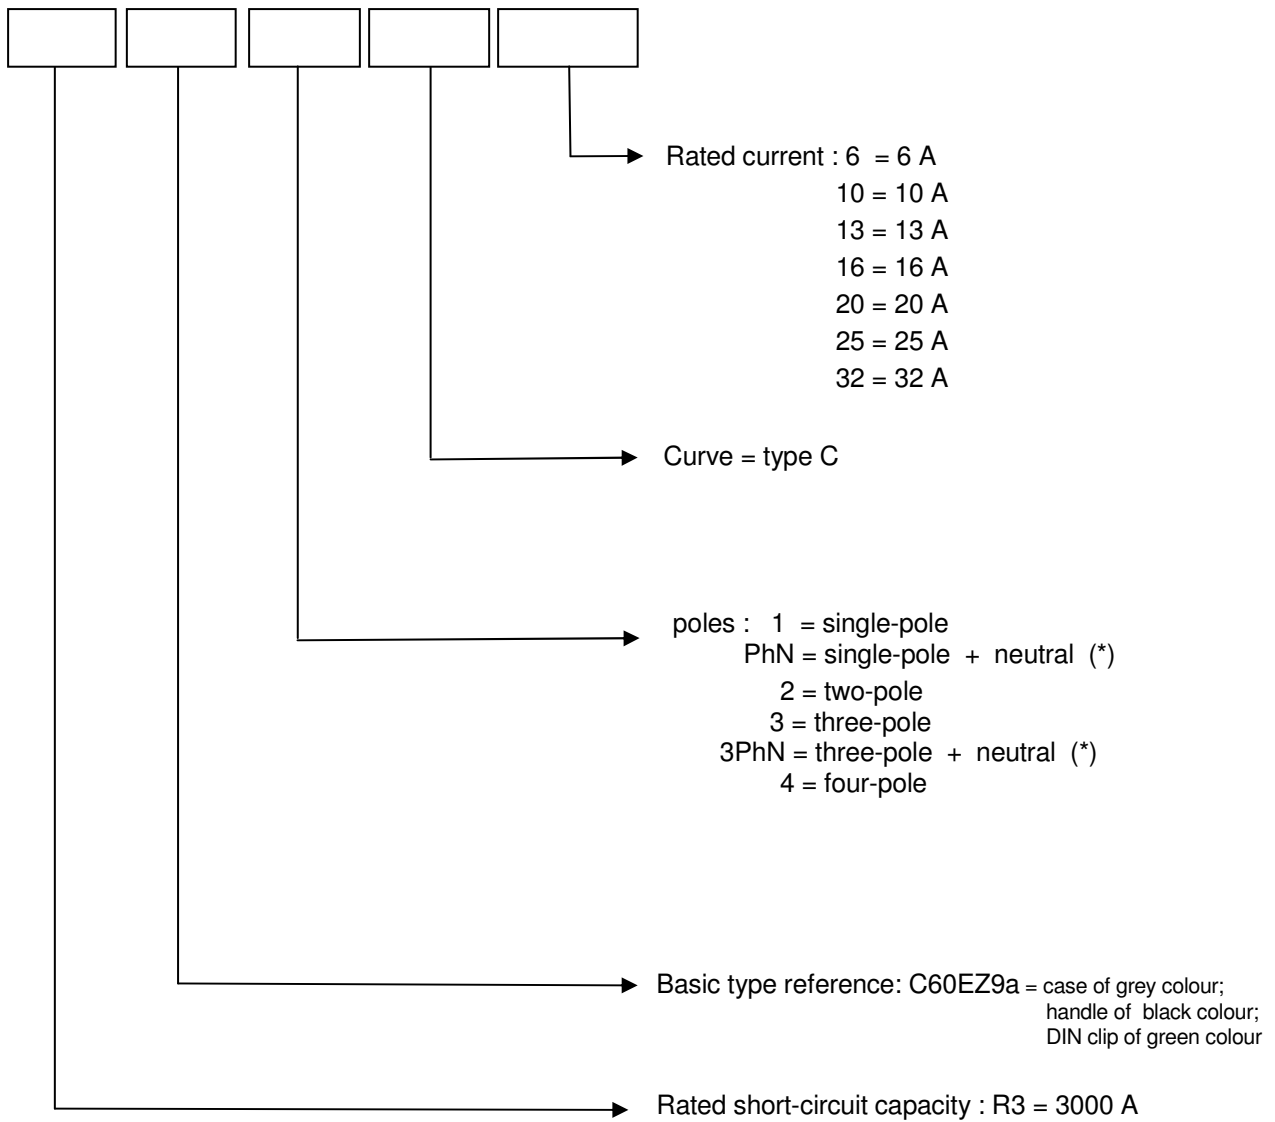 Rated current : 6 = 6 A
10 = 10 A
13 = 13 A
16 = 16 A
20 = 20 A
25 = 25 A
32 = 32 A
Curve = type C
poles : 1 = single-pole
PhN = single-pole + neutral (*)
2 = two-pole
3 = three-pole
3PhN = three-pole + neutral (*)
4 = four-pole
Basic type reference: C60EZ9a = case of grey colour;
handle of black colour;
DIN clip of green colour
Rated short-circuit capacity : R3 = 3000 A